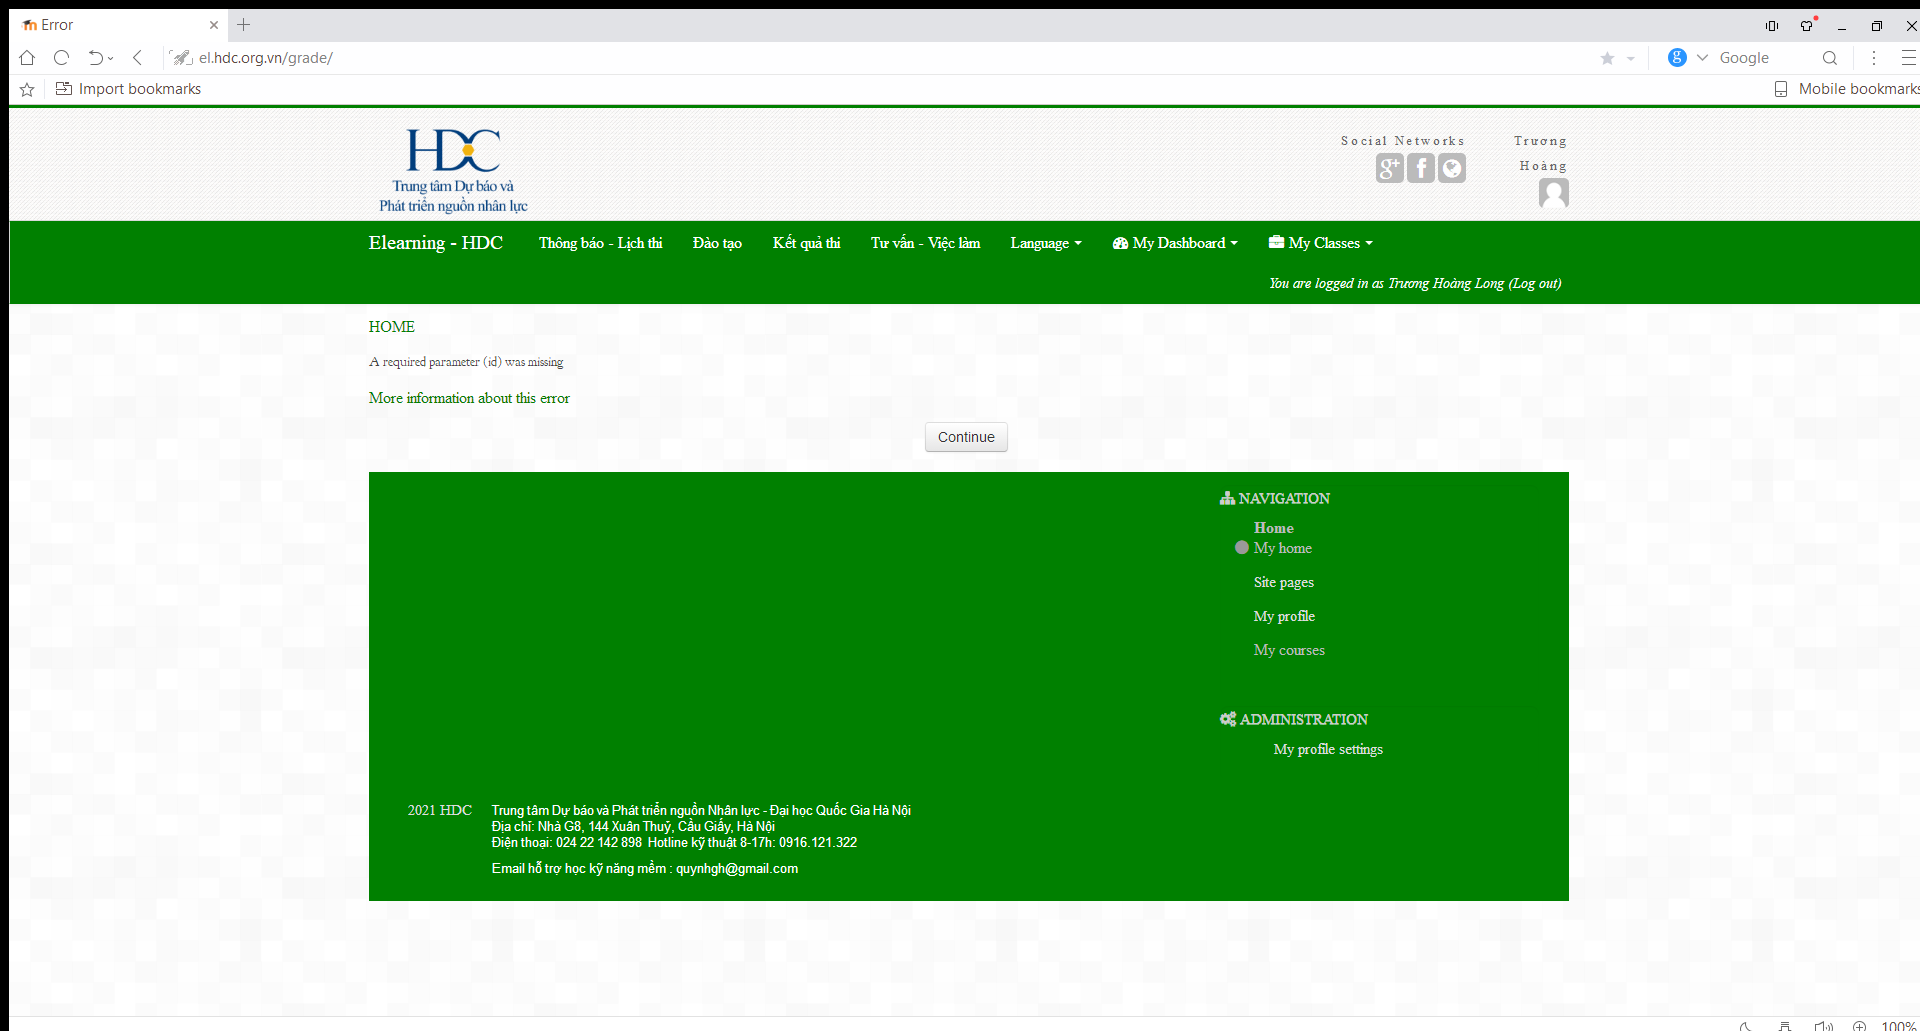 Error
el.hdc.org.vn/grade/
Google
Import bookmarks
Mobile bookmarks
HDC
Trung tâm Dự báo và
Phát triển nguồn nhân lực
Social Networks
Trương
Hoàng
Elearning - HDC
Thông báo - Lịch thi
Đào tạo
Kết quả thi
Tư vấn - Việc làm
Language
My Dashboard
My Classes
You are logged in as Trương Hoàng Long (Log out)
HOME
A required parameter (id) was missing
More information about this error
Continue
NAVIGATION
Home
My home
Site pages
My profile
My courses
ADMINISTRATION
My profile settings
2021 HDC
Trung tâm Dự báo và Phát triển nguồn Nhân lực - Đại học Quốc Gia Hà Nội
Địa chỉ: Nhà G8, 144 Xuân Thuỷ, Cầu Giấy, Hà Nội
Điện thoại: 024 22 142 898 Hotline kỹ thuật 8-17h: 0916.121.322
Email hỗ trợ học kỹ năng mềm : quynhgh@gmail.com
100%